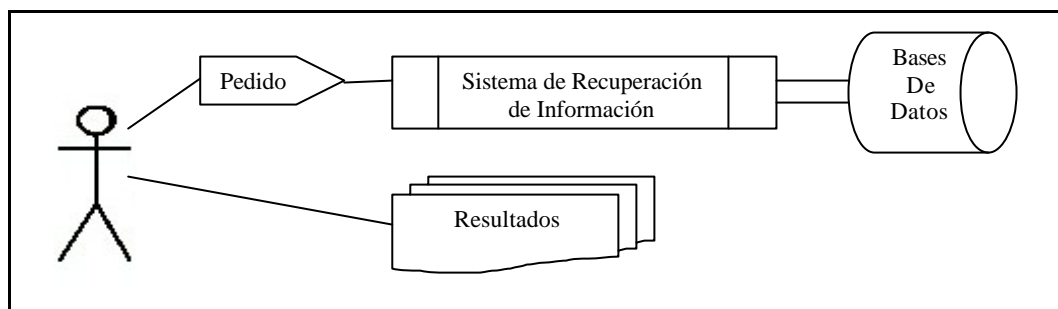 Pedido
Sistema de Recuperación
de Información
Bases
De
Datos
Resultados